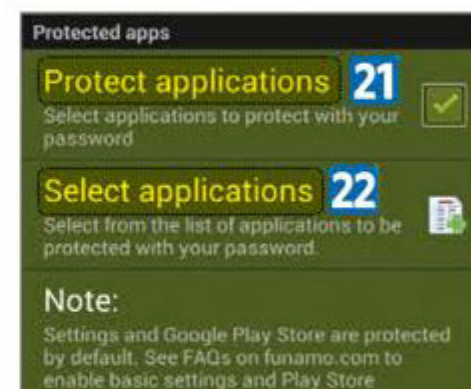 Protected apps
Protect applications 21
Select applications to protect with your
password
Select applications 22
Select from the list of applications to be
protected with your password.
Note:
Settings and Google Play Store are protected
by default. See FAQs on funamo.com to
enable basic settings and Play Store